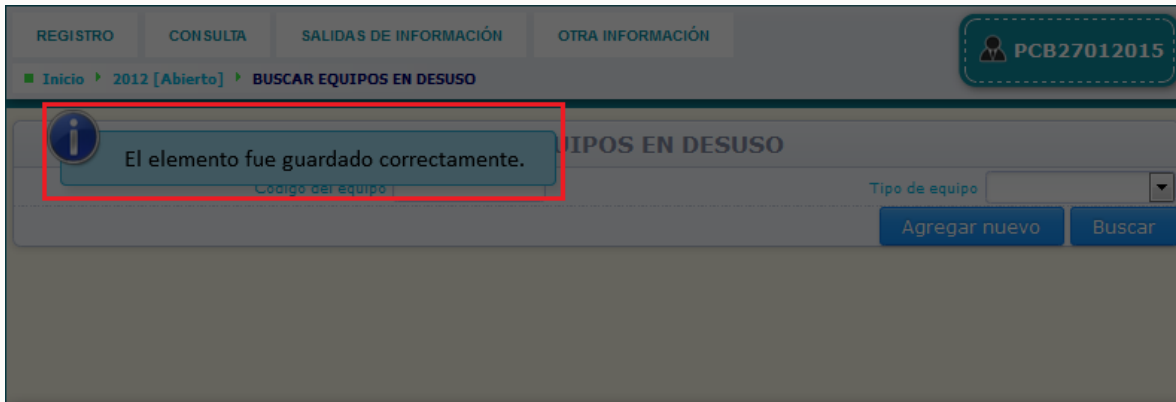 REGISTRO CONSULTA SALIDAS DE INFORMACIÓN OTRA INFORMACIÓN
PCB27012015
Inicio 2012 [Abierto] BUSCAR EQUIPOS EN DESUSO
UIPOS EN DESUSO
El elemento fue guardado correctamente.
Código del equipo Tipo de equipo
Agregar nuevo Buscar